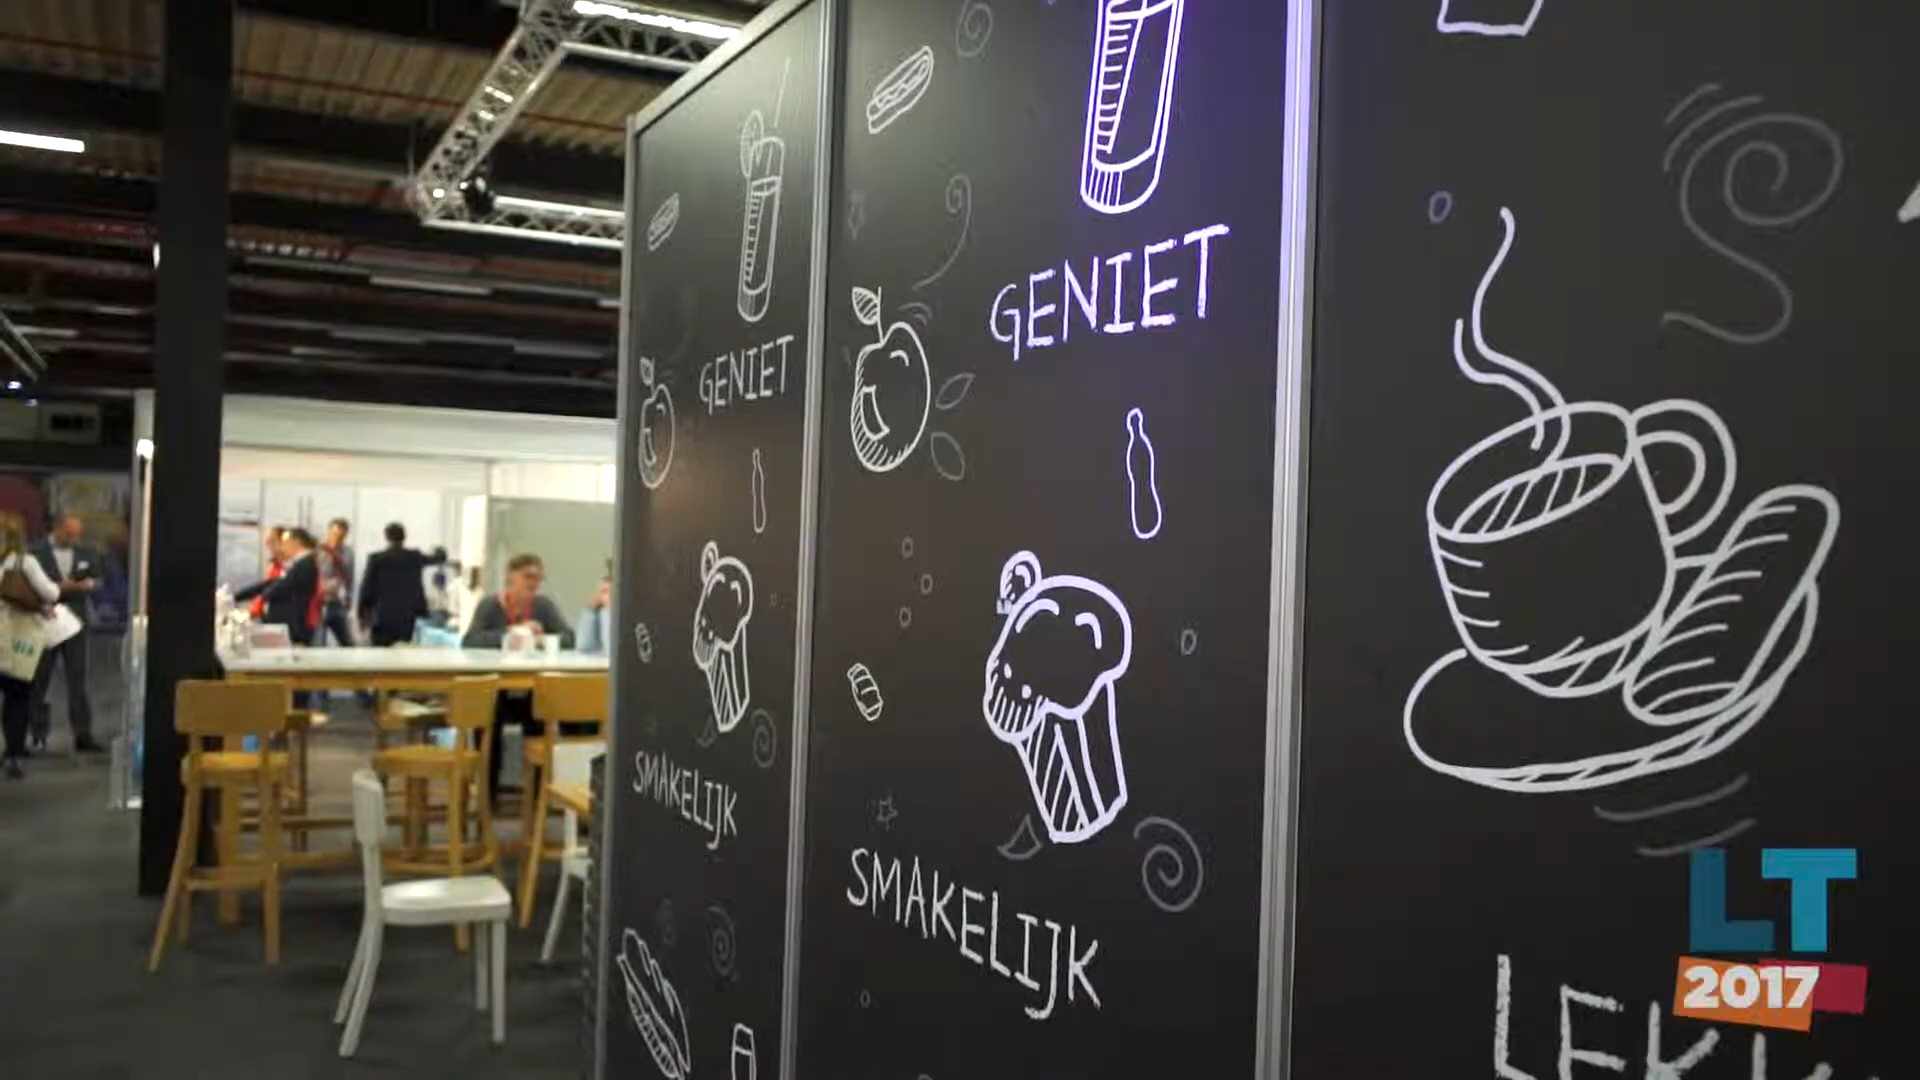 GENIET
GENIET
SMAKELIJK
SMAKELIJK
LT
2017